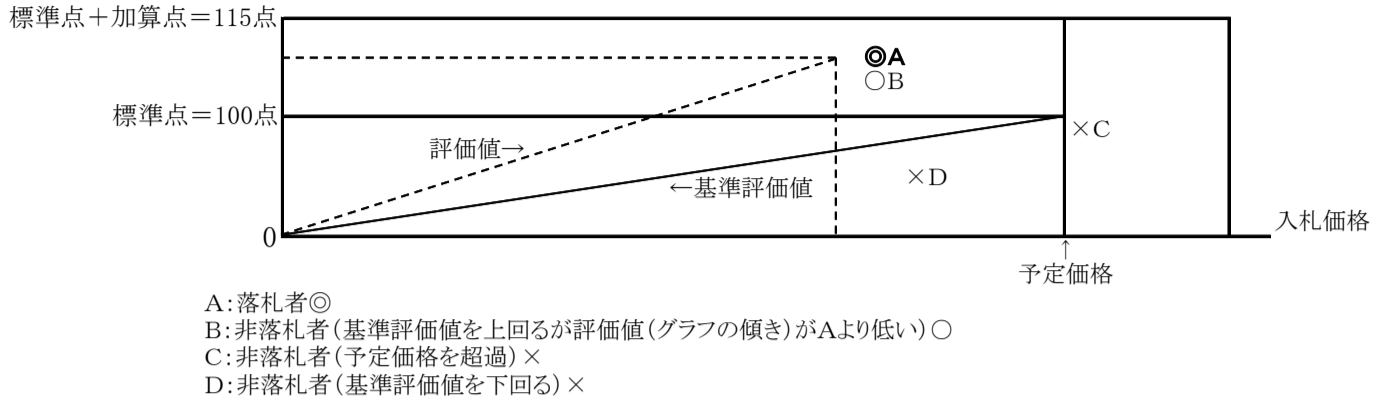 標準点+加算点=115点
◎A
○B
標準点=100点
×C
評価値→
×D
←基準評価値
入札価格
0
↑
予定価格
A:落札者◎
B:非落札者(基準評価値を上回るが評価値(グラフの傾き)がAより低い)○
C:非落札者(予定価格を超過)×
D:非落札者(基準評価値を下回る)×